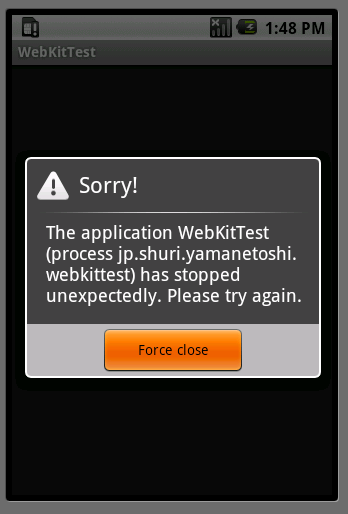 1:48 PM
WebKitTest
Sorry!
The application WebKitTest
(process jp.shuri.yamanetoshi.
webkittest) has stopped
unexpectedly. Please try again.
Force close